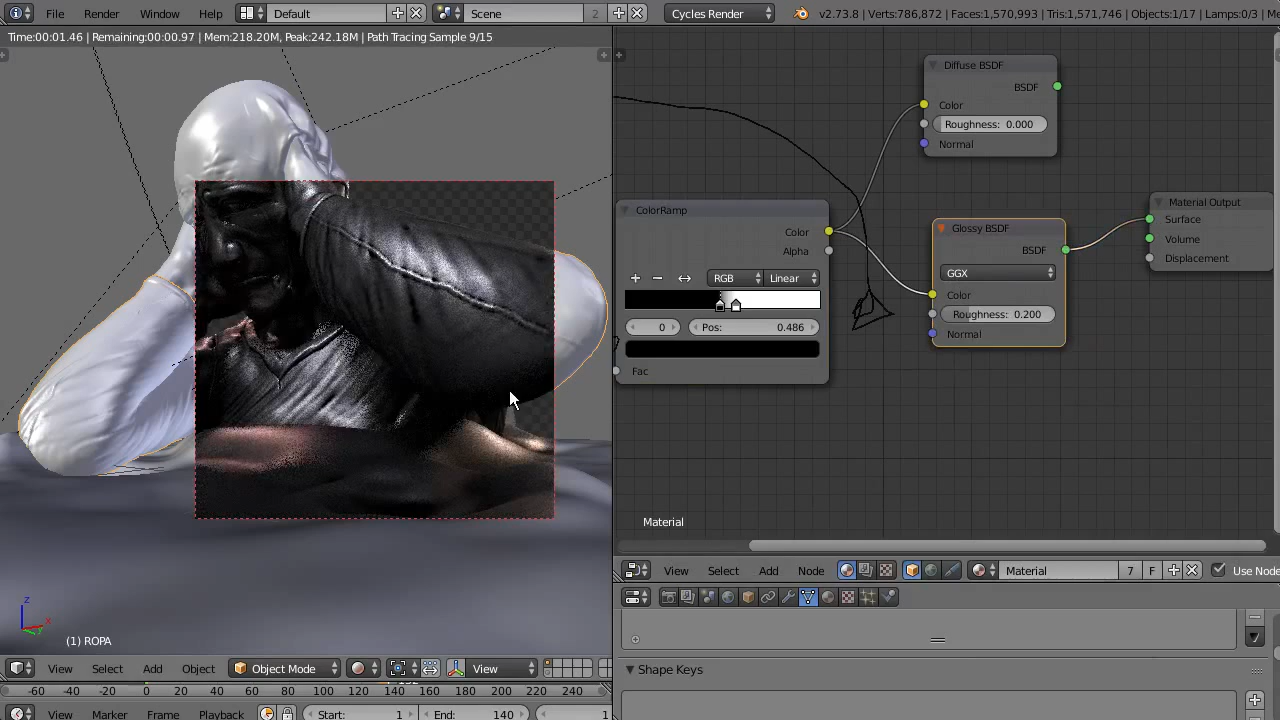 File Render Window Help Default Scene 2 Cycles Render v2.73.8 | Verts:786,872 | Faces:1,570,993 | Tris:1,571,746 | Objects:1/17 | Lamps:0/3 |
Time:00:01.46 | Remaining:00:00.97 | Mem:218.20M, Peak:242.18M | Path Tracing Sample 9/15
Diffuse BSDF
BSDF
Color
Roughness: 0.000
Normal
ColorRamp
Color
Alpha
RGB Linear
0 Pos: 0.486
Fac
Glossy BSDF
BSDF
GGX
Color
Roughness: 0.200
Normal
Material Output
Surface
Volume
Displacement
Material
View Select Add Node Material 7 F Use Node
Shape Keys
z
x
y
(1) ROPA
View Select Add Object Object Mode View
-60 -40 -20 0 20 40 60 80 100 120 140 160 180 200 220 240
View Marker Frame Playback Start: 1 End: 140 1